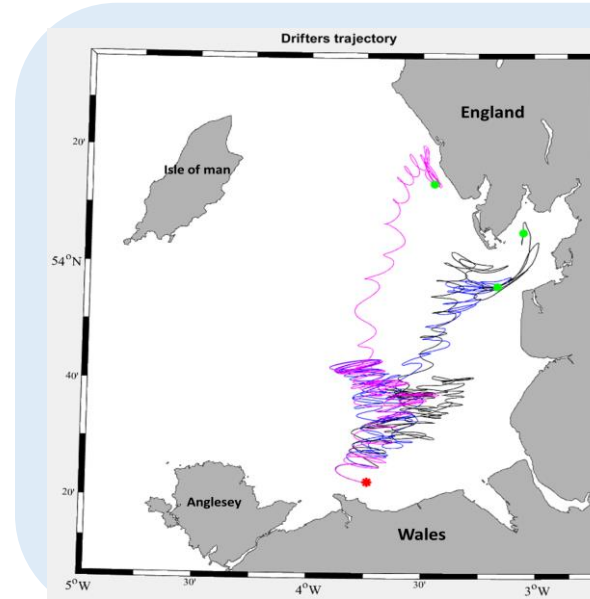 Drifters trajectory
England
20'
Isle of man
54°N
40'
20'
Anglesey
Wales
5°W
30'
4°W
30'
3°W